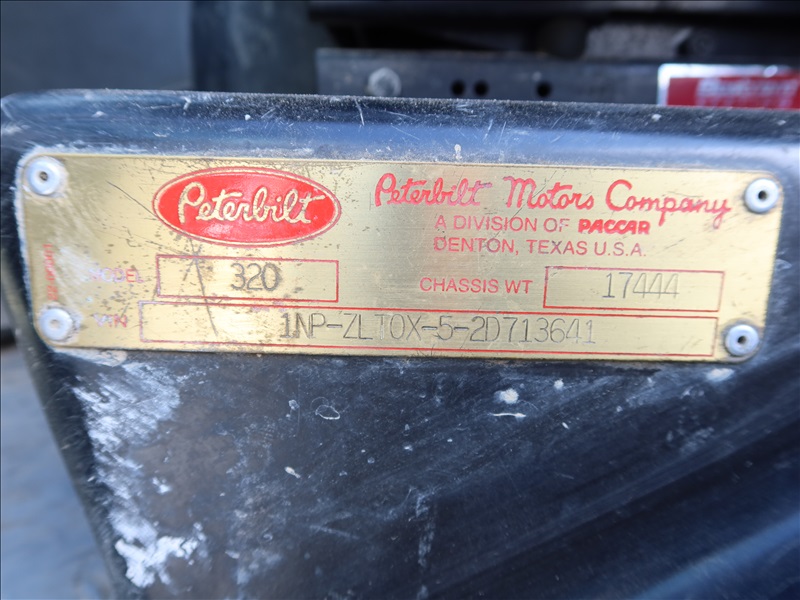 Peterbilt
Peterbilt Motors Company
A DIVISION OF PACCAR
DENTON, TEXAS U.S.A.
MODEL 320 CHASSIS WT 17444
VIN 1NP-ZLT0X-5-2D713641